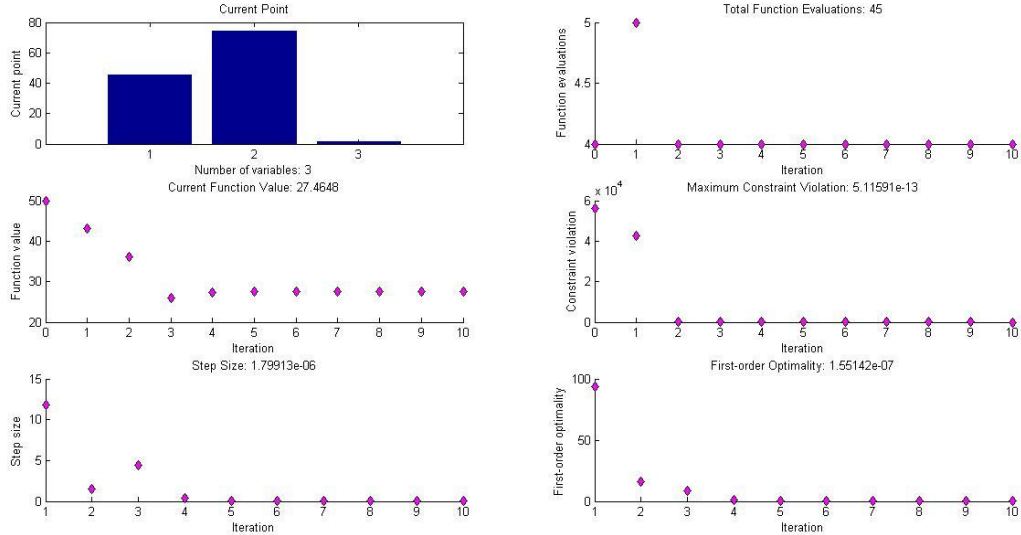 Current Point
80
60
40
20
0
Current point
1 2 3
Number of variables: 3
Total Function Evaluations: 45
5
4.5
4
Function evaluations
0 1 2 3 4 5 6 7 8 9 10
Iteration
Current Function Value: 27.4648
50
40
30
20
Function value
0 1 2 3 4 5 6 7 8 9 10
Iteration
Maximum Constraint Violation: 5.11591e-13
x 10^4
6
4
2
0
Constraint violation
0 1 2 3 4 5 6 7 8 9 10
Iteration
Step Size: 1.79913e-06
15
10
5
0
Step size
1 2 3 4 5 6 7 8 9 10
Iteration
First-order Optimality: 1.55142e-07
100
50
0
First-order optimality
1 2 3 4 5 6 7 8 9 10
Iteration